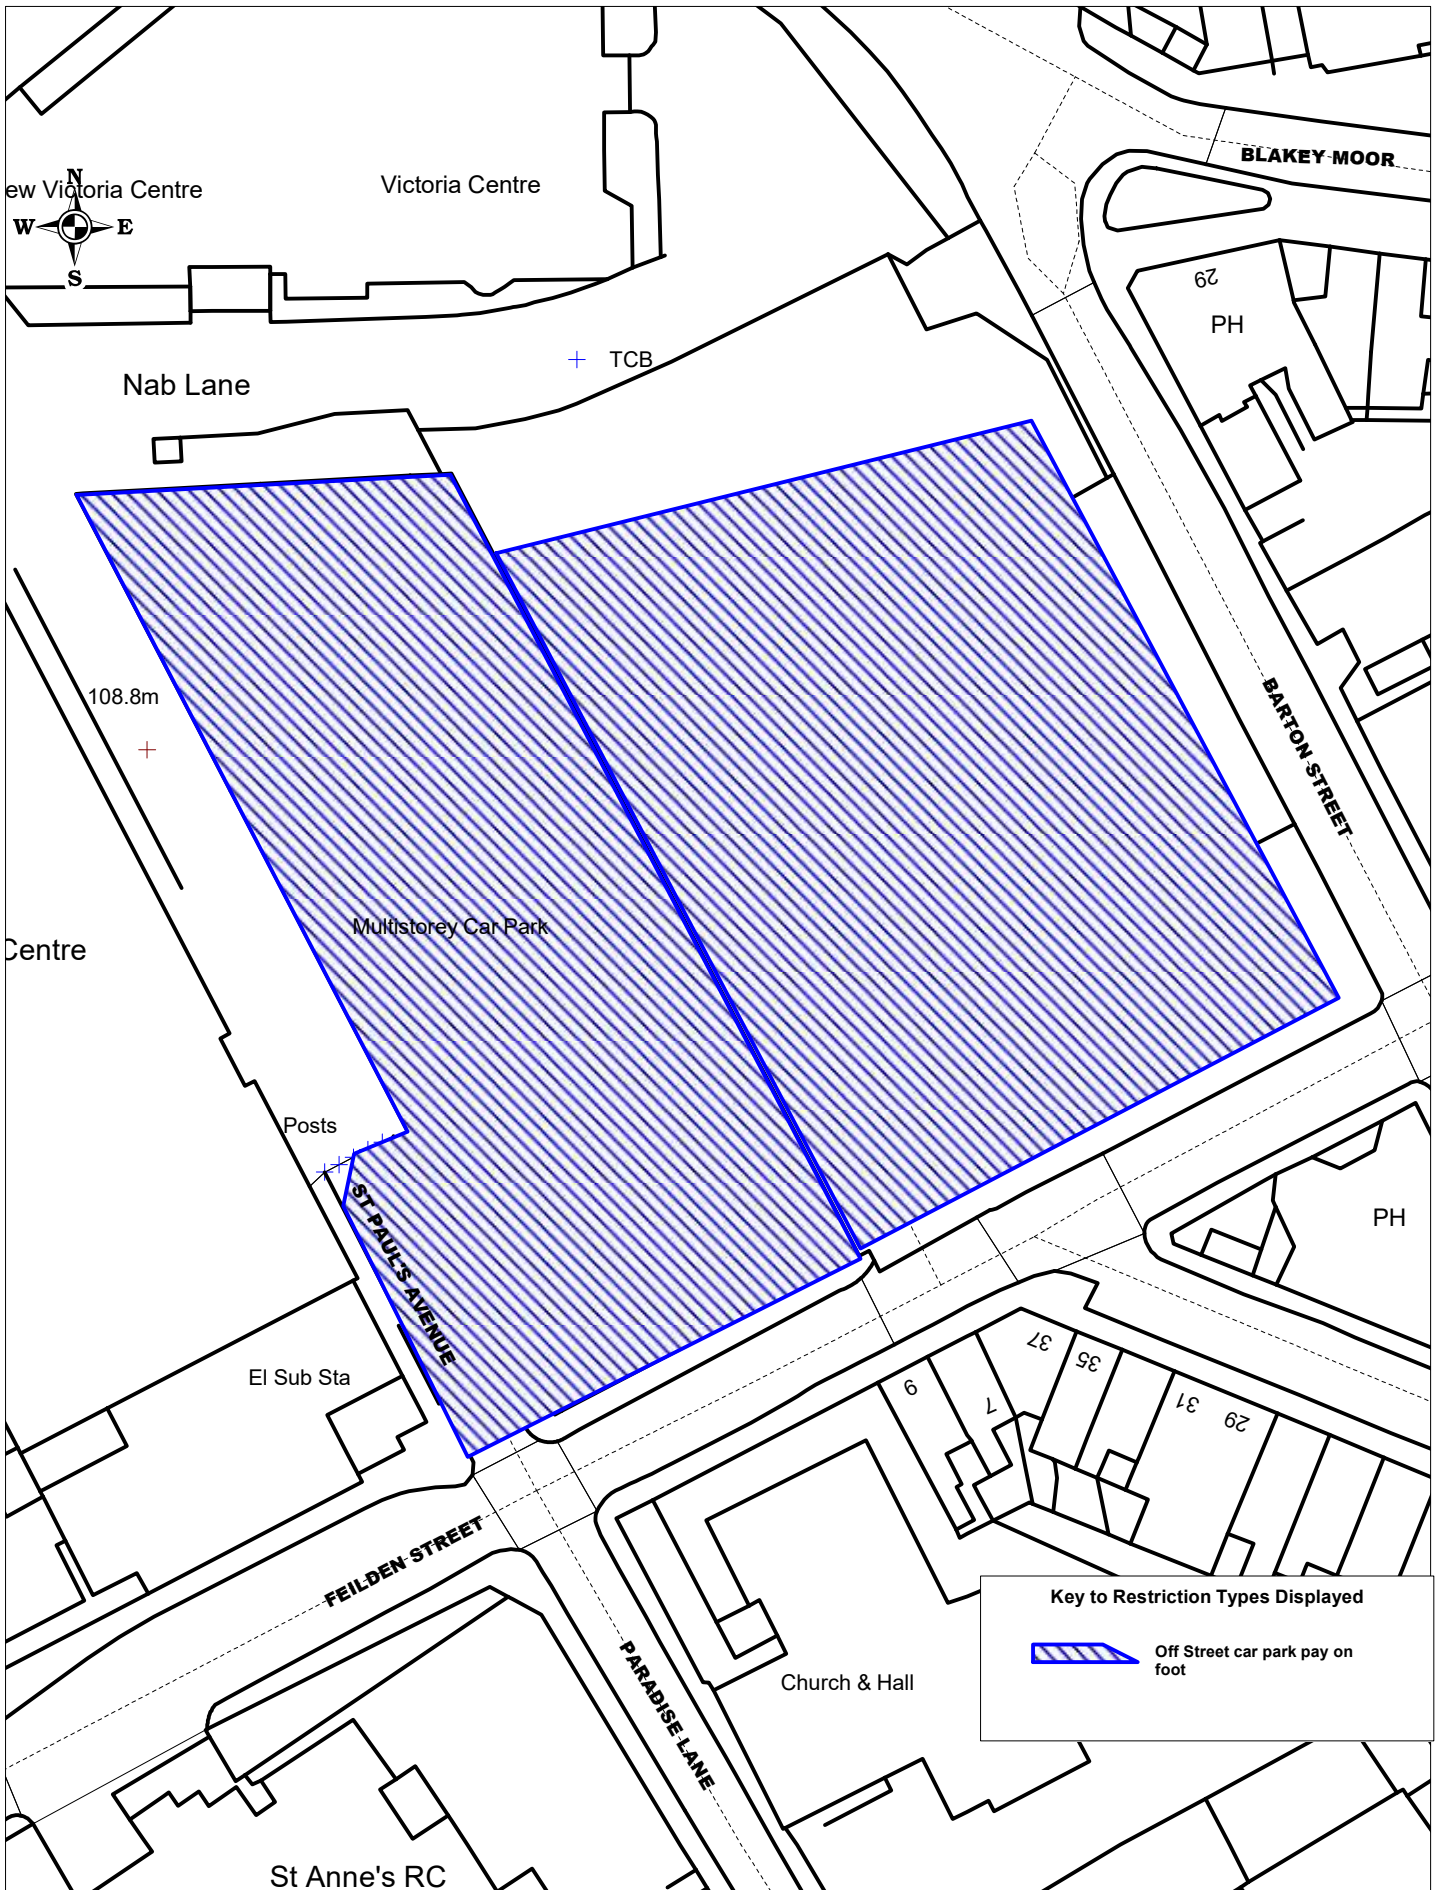 BLAKEY MOOR
N
ew Victoria Centre
Victoria Centre
W
E
S
29
PH
TCB
Nab Lane
108.8m
BARTON STREET
Multistorey Car Park
Centre
Posts
ST PAUL'S AVENUE
PH
El Sub Sta
37
35
9
7
31
29
FEILDEN STREET
Key to Restriction Types Displayed
Off Street car park pay on
foot
PARADISE LANE
Church & Hall
St Anne's RC